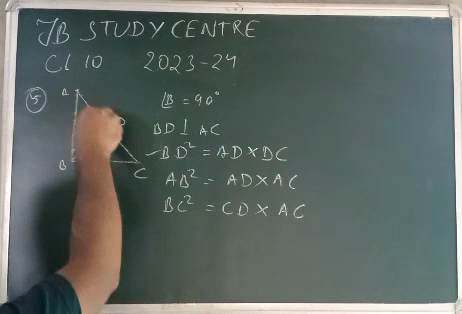 JB STUDY CENTRE
Cl 10 2023-24
5
A
D
B
C
∠B = 90°
BD ⊥ AC
BD² = AD × DC
AB² = AD × AC
BC² = CD × AC